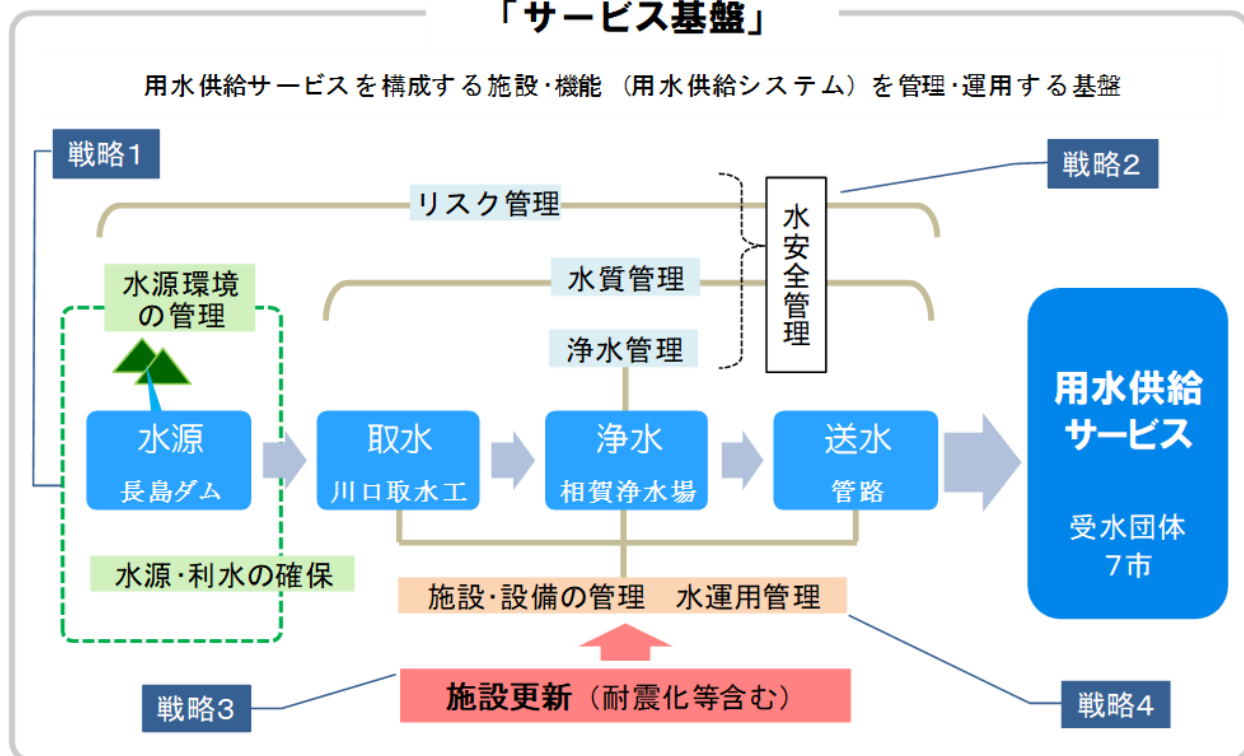 「サービス基盤」
用水供給サービスを構成する施設・機能（用水供給システム）を管理・運用する基盤
戦略1
戦略2
リスク管理
水安全管理
水質管理
水源環境
の管理
浄水管理
水源
長島ダム
取水
川口取水工
浄水
相賀浄水場
送水
管路
用水供給
サービス
受水団体
7市
水源・利水の確保
施設・設備の管理　水運用管理
施設更新（耐震化等含む）
戦略3
戦略4